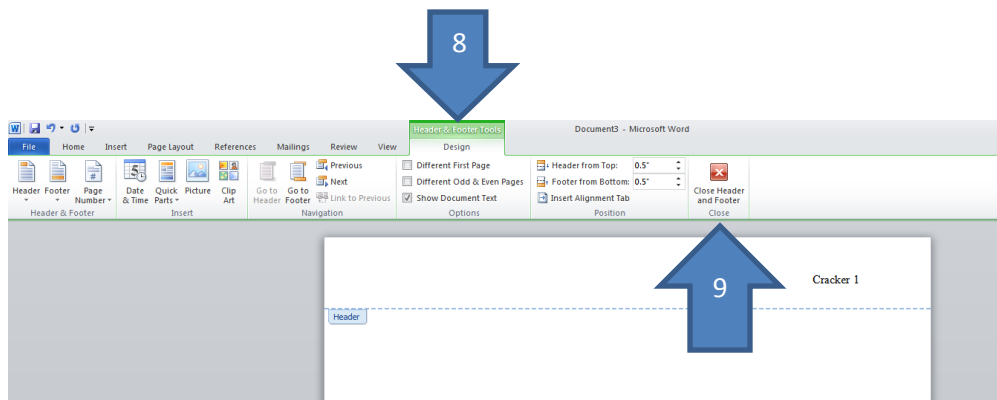 8
Header & Footer Tools
Document3 - Microsoft Word
File Home Insert Page Layout References Mailings Review View Design
Header Footer Page Number Date & Time Quick Parts Picture Clip Art Go to Header Go to Footer Previous Next Link to Previous Different First Page Different Odd & Even Pages Show Document Text Header from Top: 0.5" Footer from Bottom: 0.5" Insert Alignment Tab Close Header and Footer
Header & Footer Insert Navigation Options Position Close
9
Cracker 1
Header